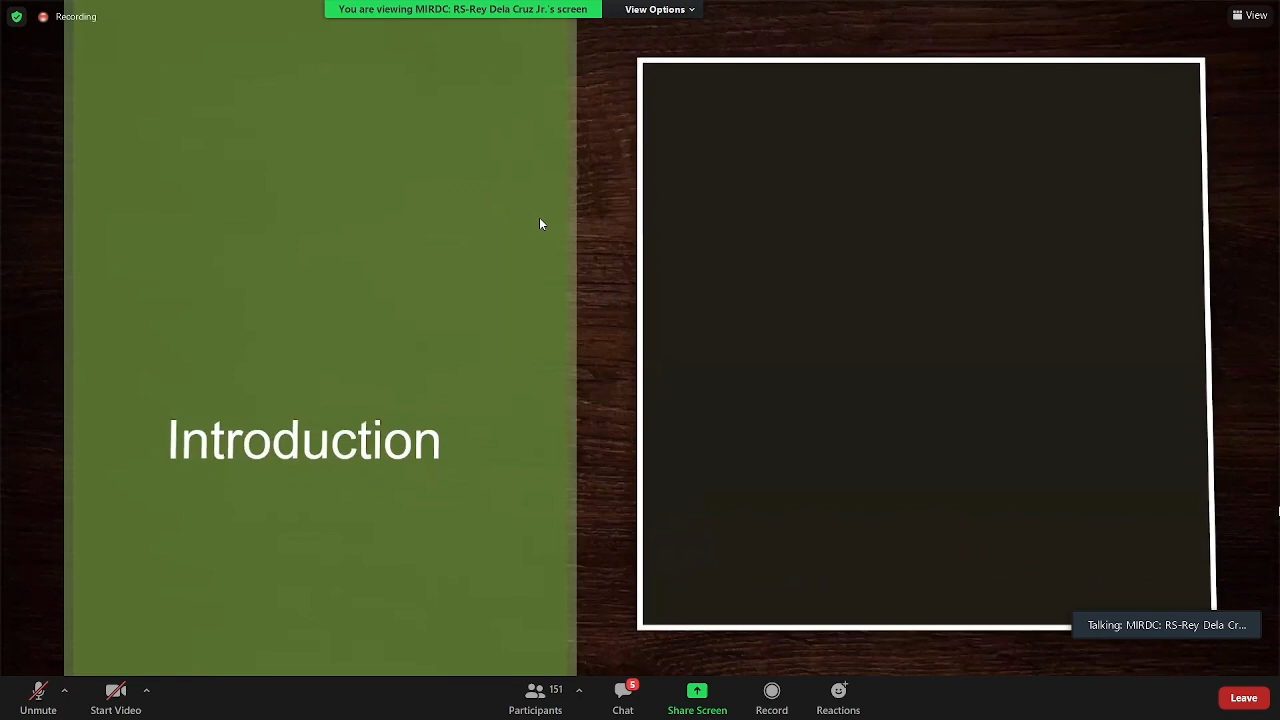 Recording
You are viewing MIRDC: RS-Rey Dela Cruz Jr.'s screen
View Options
View
Introduction
Talking: MIRDC: RS-Rey Dela Cr...
Unmute
Start Video
151
Participants
5
Chat
Share Screen
Record
Reactions
Leave